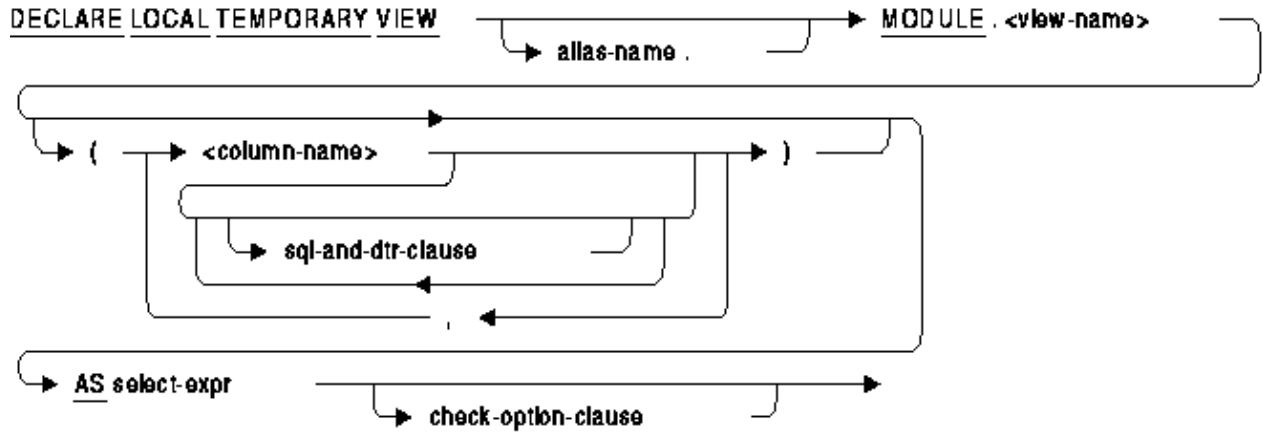 DECLARE LOCAL TEMPORARY VIEW MODULE . <view-name>
alias-name .
( <column-name> )
sql-and-dtr-clause
,
AS select-expr
check-option-clause